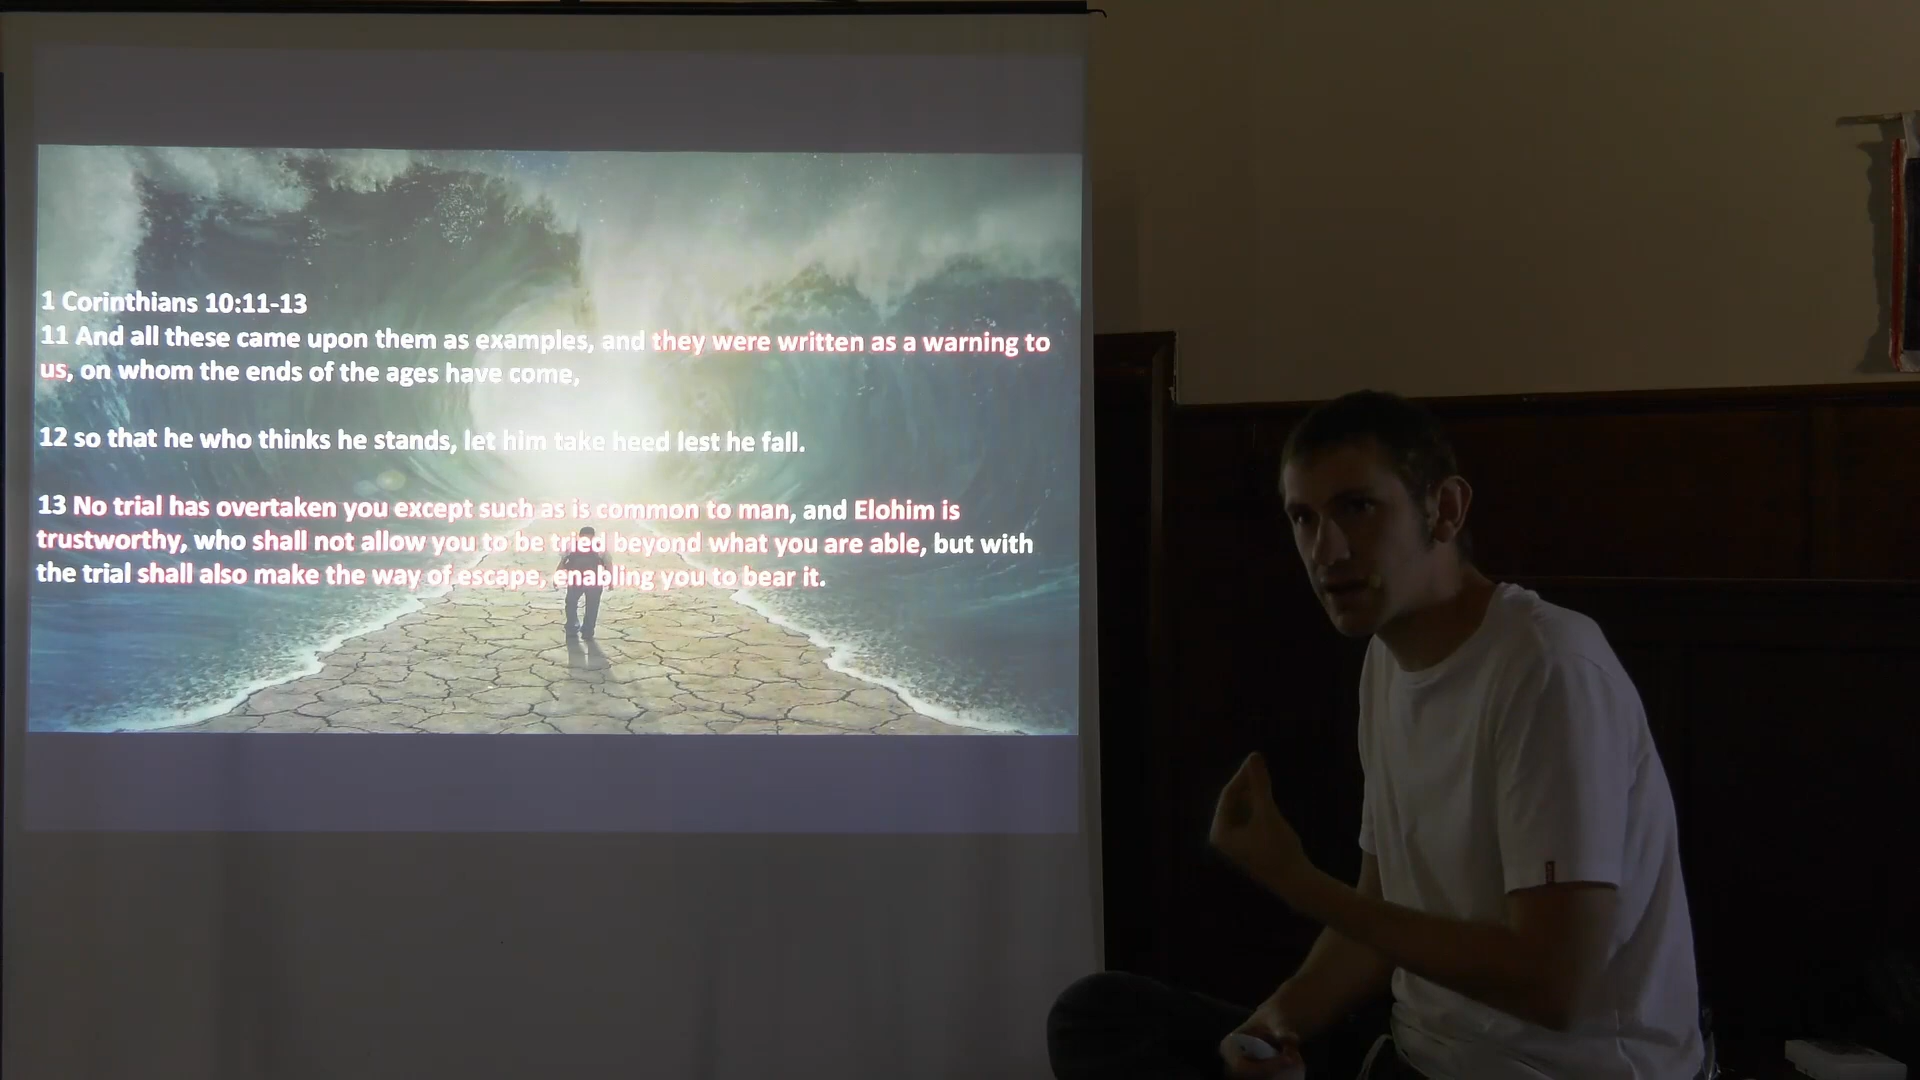 1 Corinthians 10:11-13
11 And all these came upon them as examples, and they were written as a warning to
us, on whom the ends of the ages have come,
12 so that he who thinks he stands, let him take heed lest he fall.
13 No trial has overtaken you except such as is common to man, and Elohim is
trustworthy, who shall not allow you to be tried beyond what you are able, but with
the trial shall also make the way of escape, enabling you to bear it.